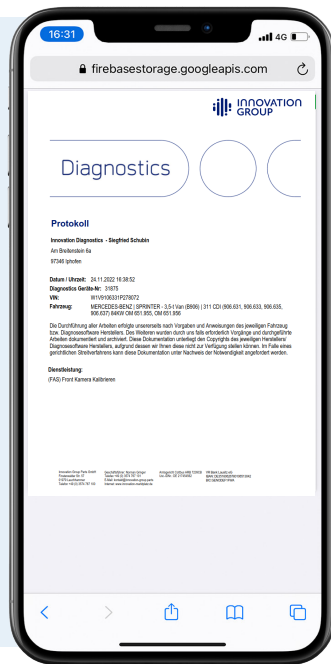 16:31
4G
firebasestorage.googleapis.com
INNOVATION
GROUP
Diagnostics
Protokoll
Innovation Diagnostics - Siegfried Schubin
Am Breitenstein 6a
97346 Iphofen
Datum / Uhrzeit: 24.11.2022 16:38:52
Diagnostics Geräte-Nr: 31875
VIN: W1V9106331P278072
Fahrzeug: MERCEDES-BENZ | SPRINTER - 3,5-t Van (B906) | 311 CDI (906.631, 906.633, 906.635,
906.637) 84KW OM 651.955, OM 651.956
Die Durchführung aller Arbeiten erfolgte unsererseits nach Vorgaben und Anweisungen des jeweiligen Fahrzeug
bzw. Diagnosesoftware Herstellers. Des Weiteren wurden durch uns falls erforderlich Vorgänge und durchgeführte
Arbeiten dokumentiert und archiviert. Diese Dokumentation unterliegt den Copyrights des jeweiligen Herstellers/
Diagnosesoftware Herstellers, aufgrund dessen wir Ihnen diese nicht zur Verfügung stellen können. Im Falle eines
gerichtlichen Streitverfahrens kann diese Dokumentation unter Nachweis der Notwendigkeit angefordert werden.
Dienstleistung:
(FAS) Front Kamera Kalibrieren
Innovation Group Parts GmbH